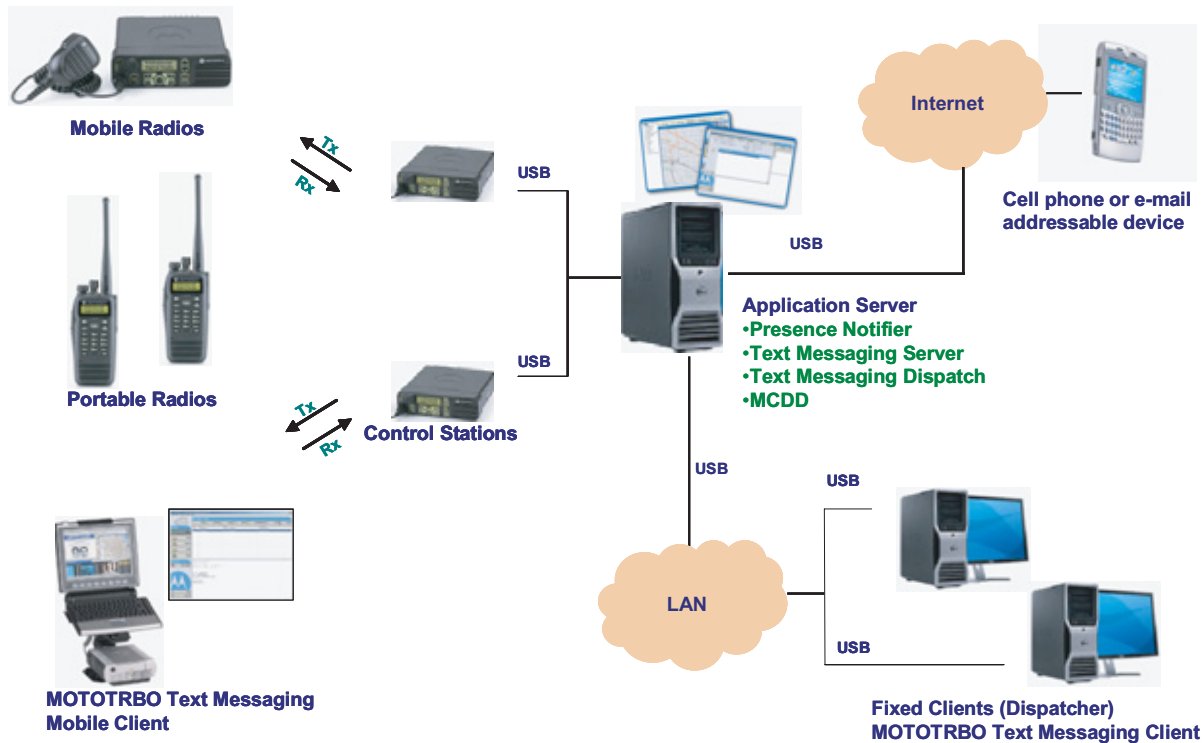 Mobile Radios
Tx
Rx
USB
Internet
Cell phone or e-mail
addressable device
USB
Application Server
•Presence Notifier
•Text Messaging Server
•Text Messaging Dispatch
•MCDD
Portable Radios
USB
Tx
Rx
Control Stations
USB
USB
LAN
USB
MOTOTRBO Text Messaging
Mobile Client
Fixed Clients (Dispatcher)
MOTOTRBO Text Messaging Client